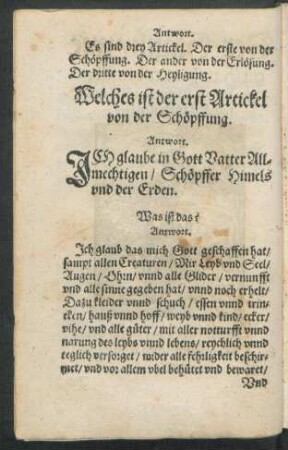 Antwort.
Es sind drey Artickel. Der erste von der
Schöpffung. Der ander von der Erlösung.
Der dritte von der Heyligung.
Welches ist der erst Artickel
von der Schöpffung.
Antwort.
ICH glaube in Gott Vatter All-
mechtigen / Schöpffer Himels
vnd der Erden.
Was ist das?
Antwort.
Jch glaub das mich Gott geschaffen hat/
sampt allen Creaturen / Mir Leyb vnd Seel/
Augen / Ohrn / vnnd alle Glider / vernunfft
vnd alle sinne gegeben hat / vnnd noch erhelt/
Dazu kleider vnnd schuch / essen vnnd trin-
cken / hauß vnnd hoff / weyb vnnd kind / ecker/
vihe / vnd alle güter / mit aller notturfft vnnd
narung des leybs vnnd lebens / reychlich vnnd
teglich versorget / wider alle fehrligkeit beschir-
met / vnd vor allem vbel behütet vnd bewaret /
Vnd